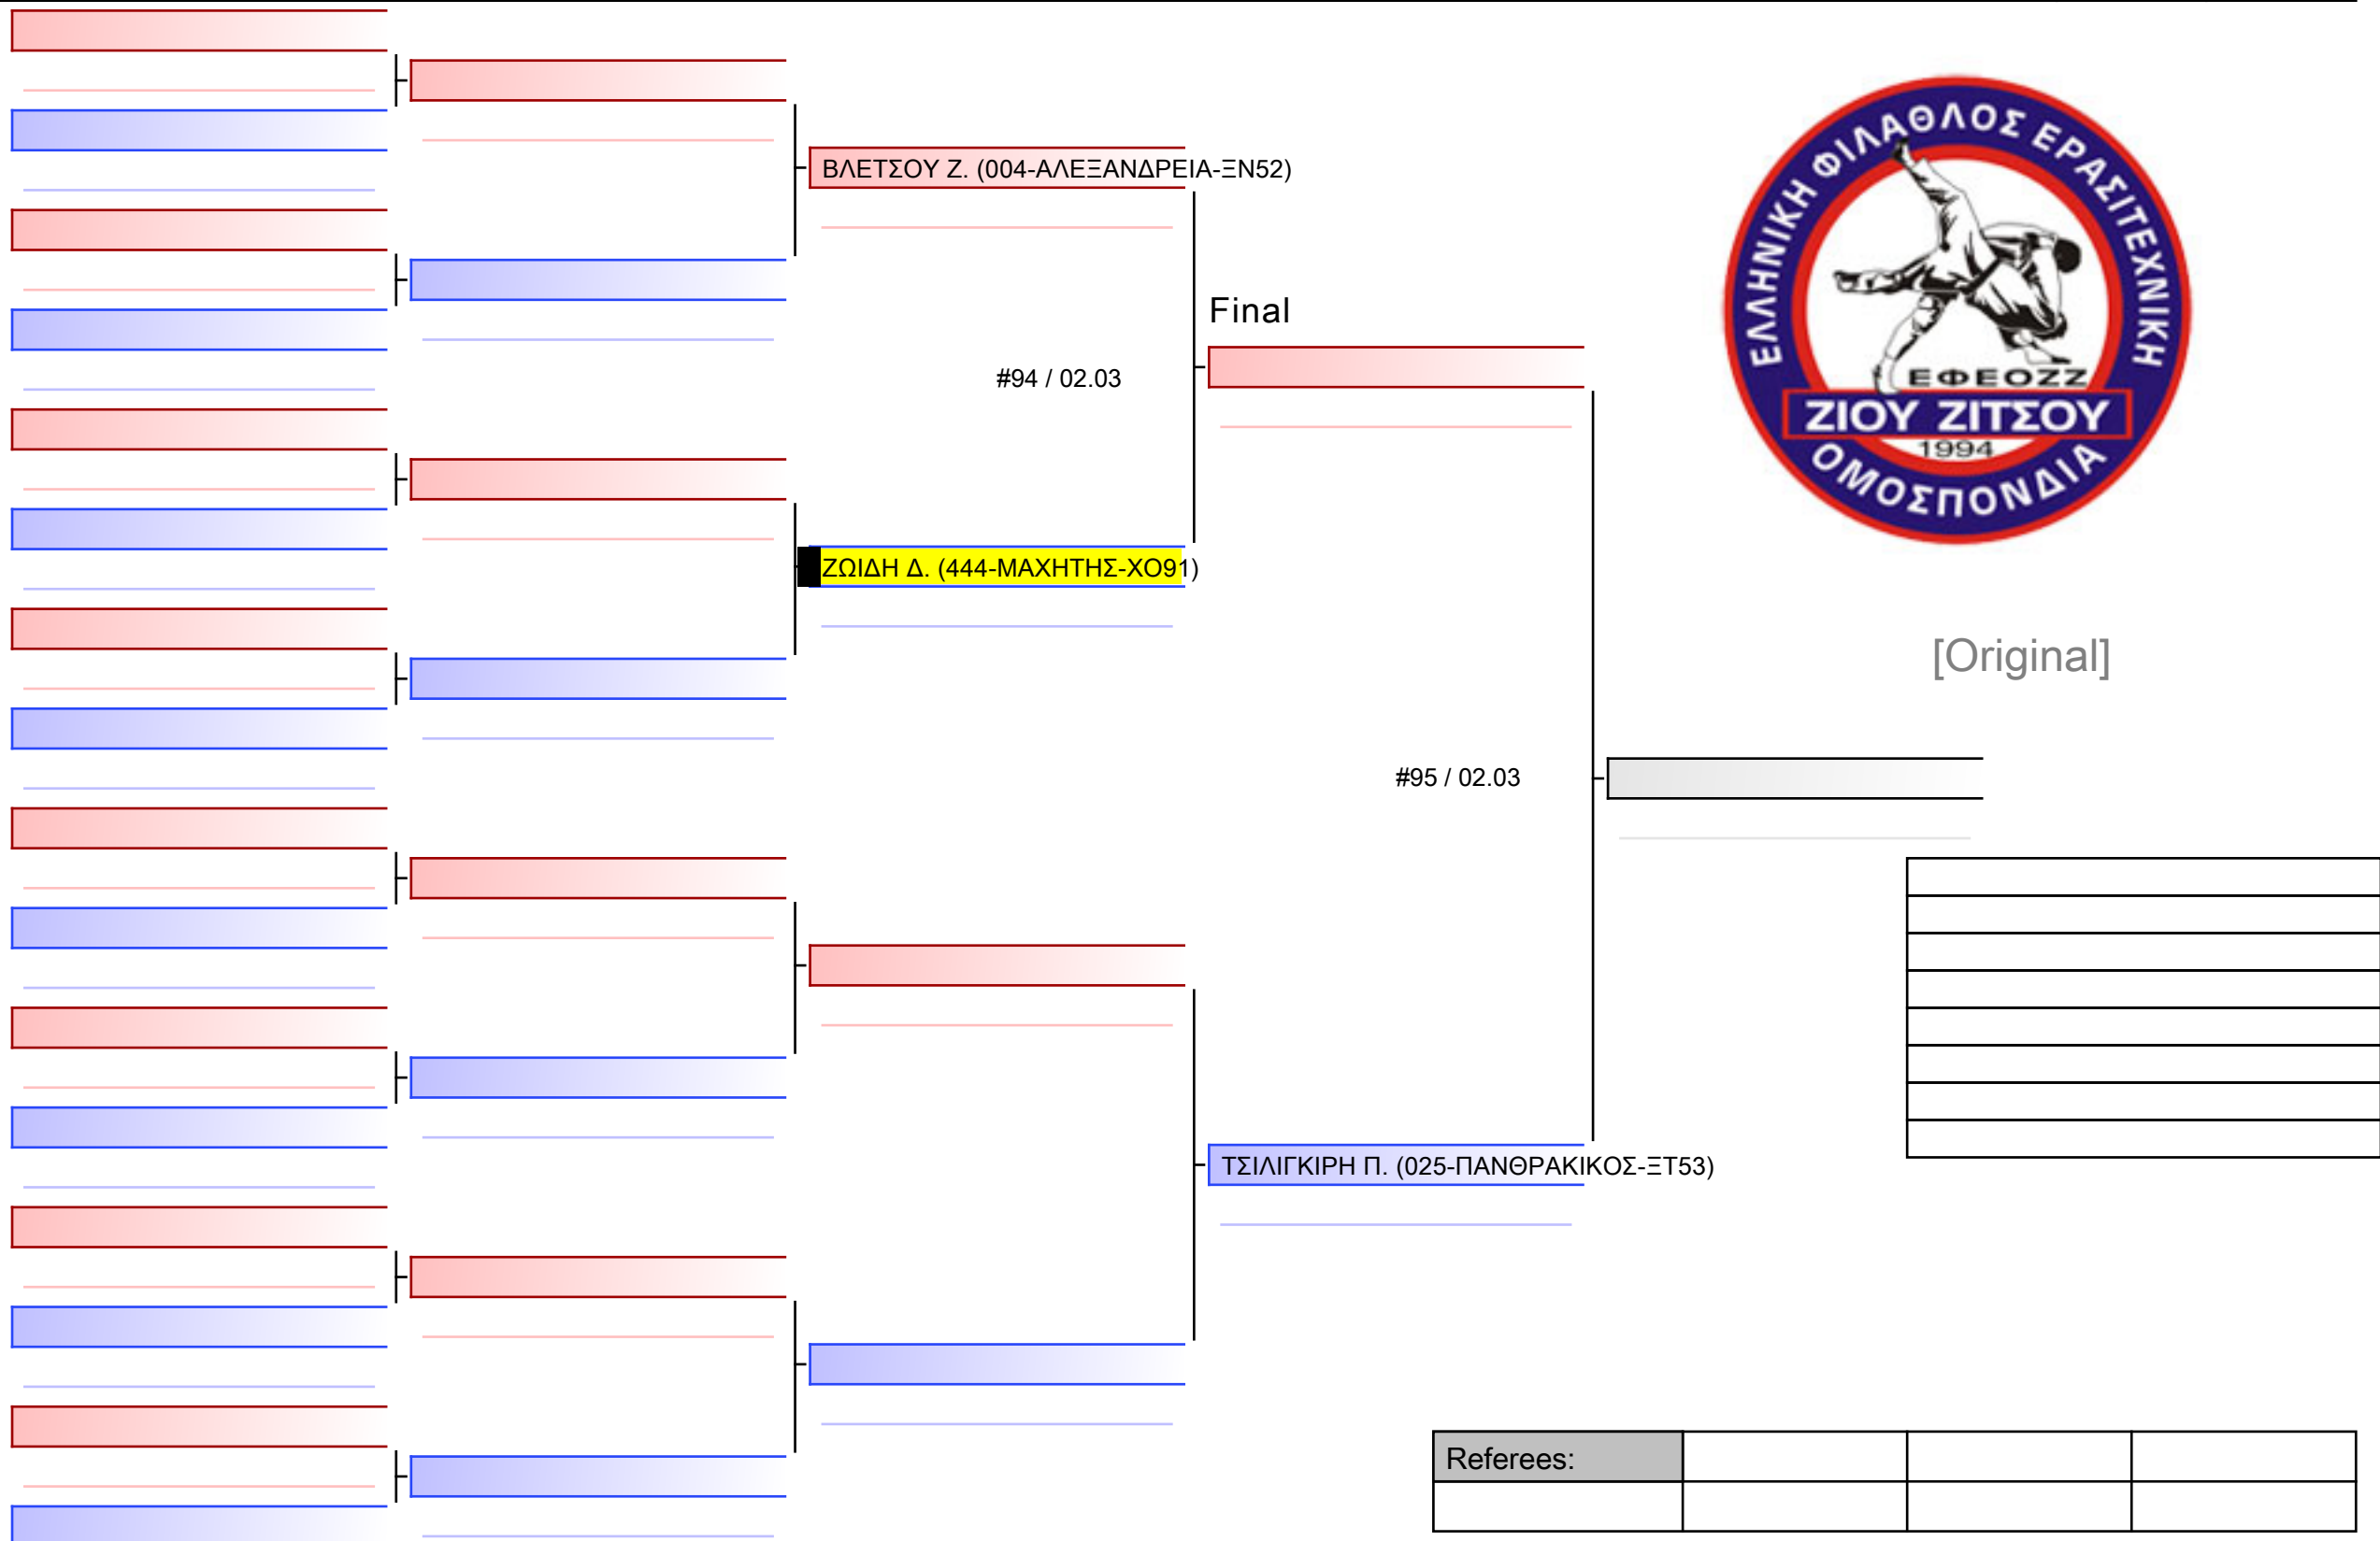 ΒΛΕΤΣΟΥ Ζ. (004-ΑΛΕΞΑΝΔΡΕΙΑ-ΞΝ52)
ΕΛΛΗΝΙΚΗ ΦΙΛΑΘΛΟΣ ΕΡΑΣΙΤΕΧΝΙΚΗ
Final
#94 / 02.03
ΕΦΕΟΖΖ
ΖΙΟΥ ΖΙΤΣΟΥ
1994
ΟΜΟΣΠΟΝΔΙΑ
ΖΩΙΔΗ Δ. (444-ΜΑΧΗΤΗΣ-ΧΟ91)
[Original]
#95 / 02.03
ΤΣΙΛΙΓΚΙΡΗ Π. (025-ΠΑΝΘΡΑΚΙΚΟΣ-ΞΤ53)
Referees: